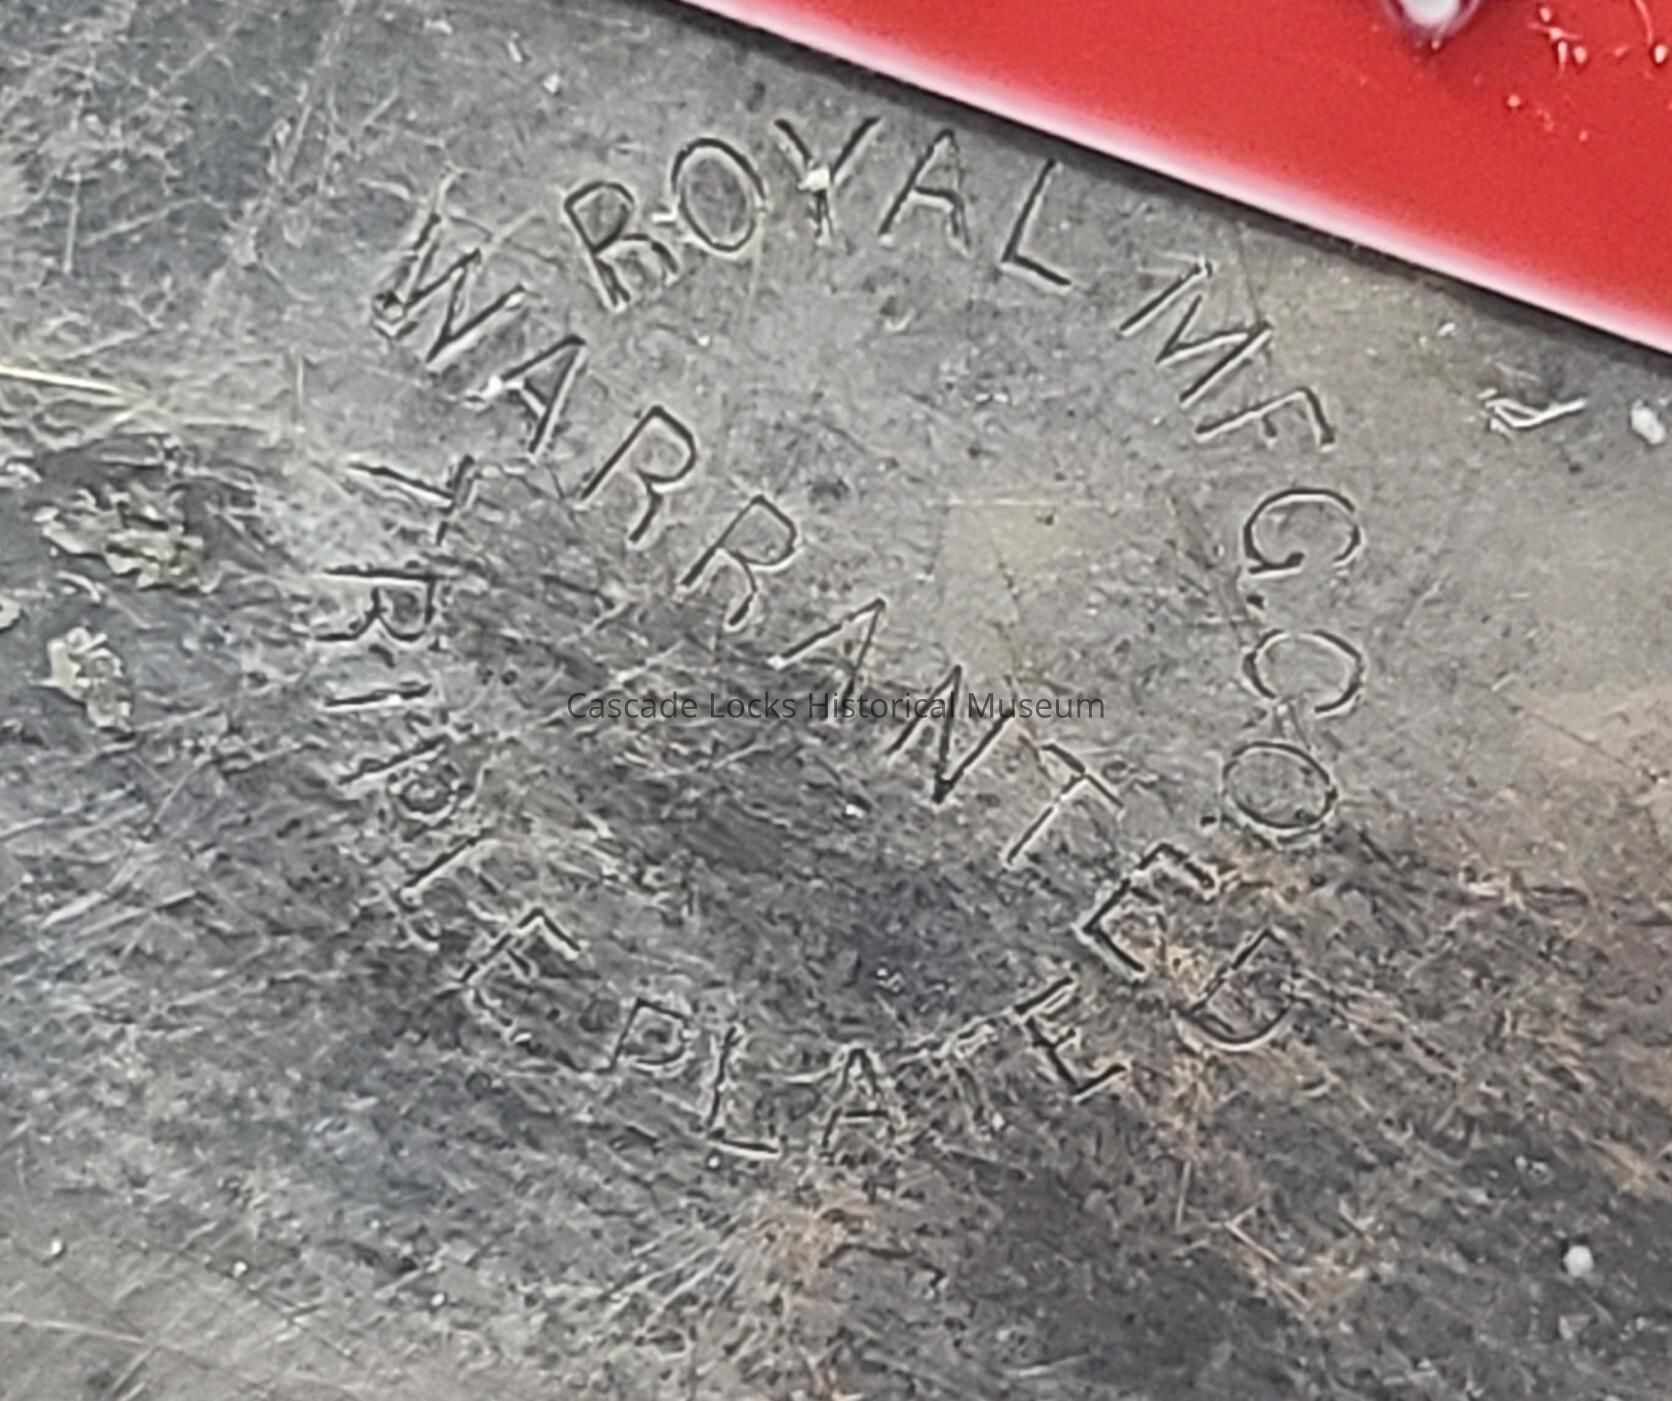 ROYAL MFG. CO.
WARRANTED
TRIPLE PLATE
Cascade Locks Historical Museum